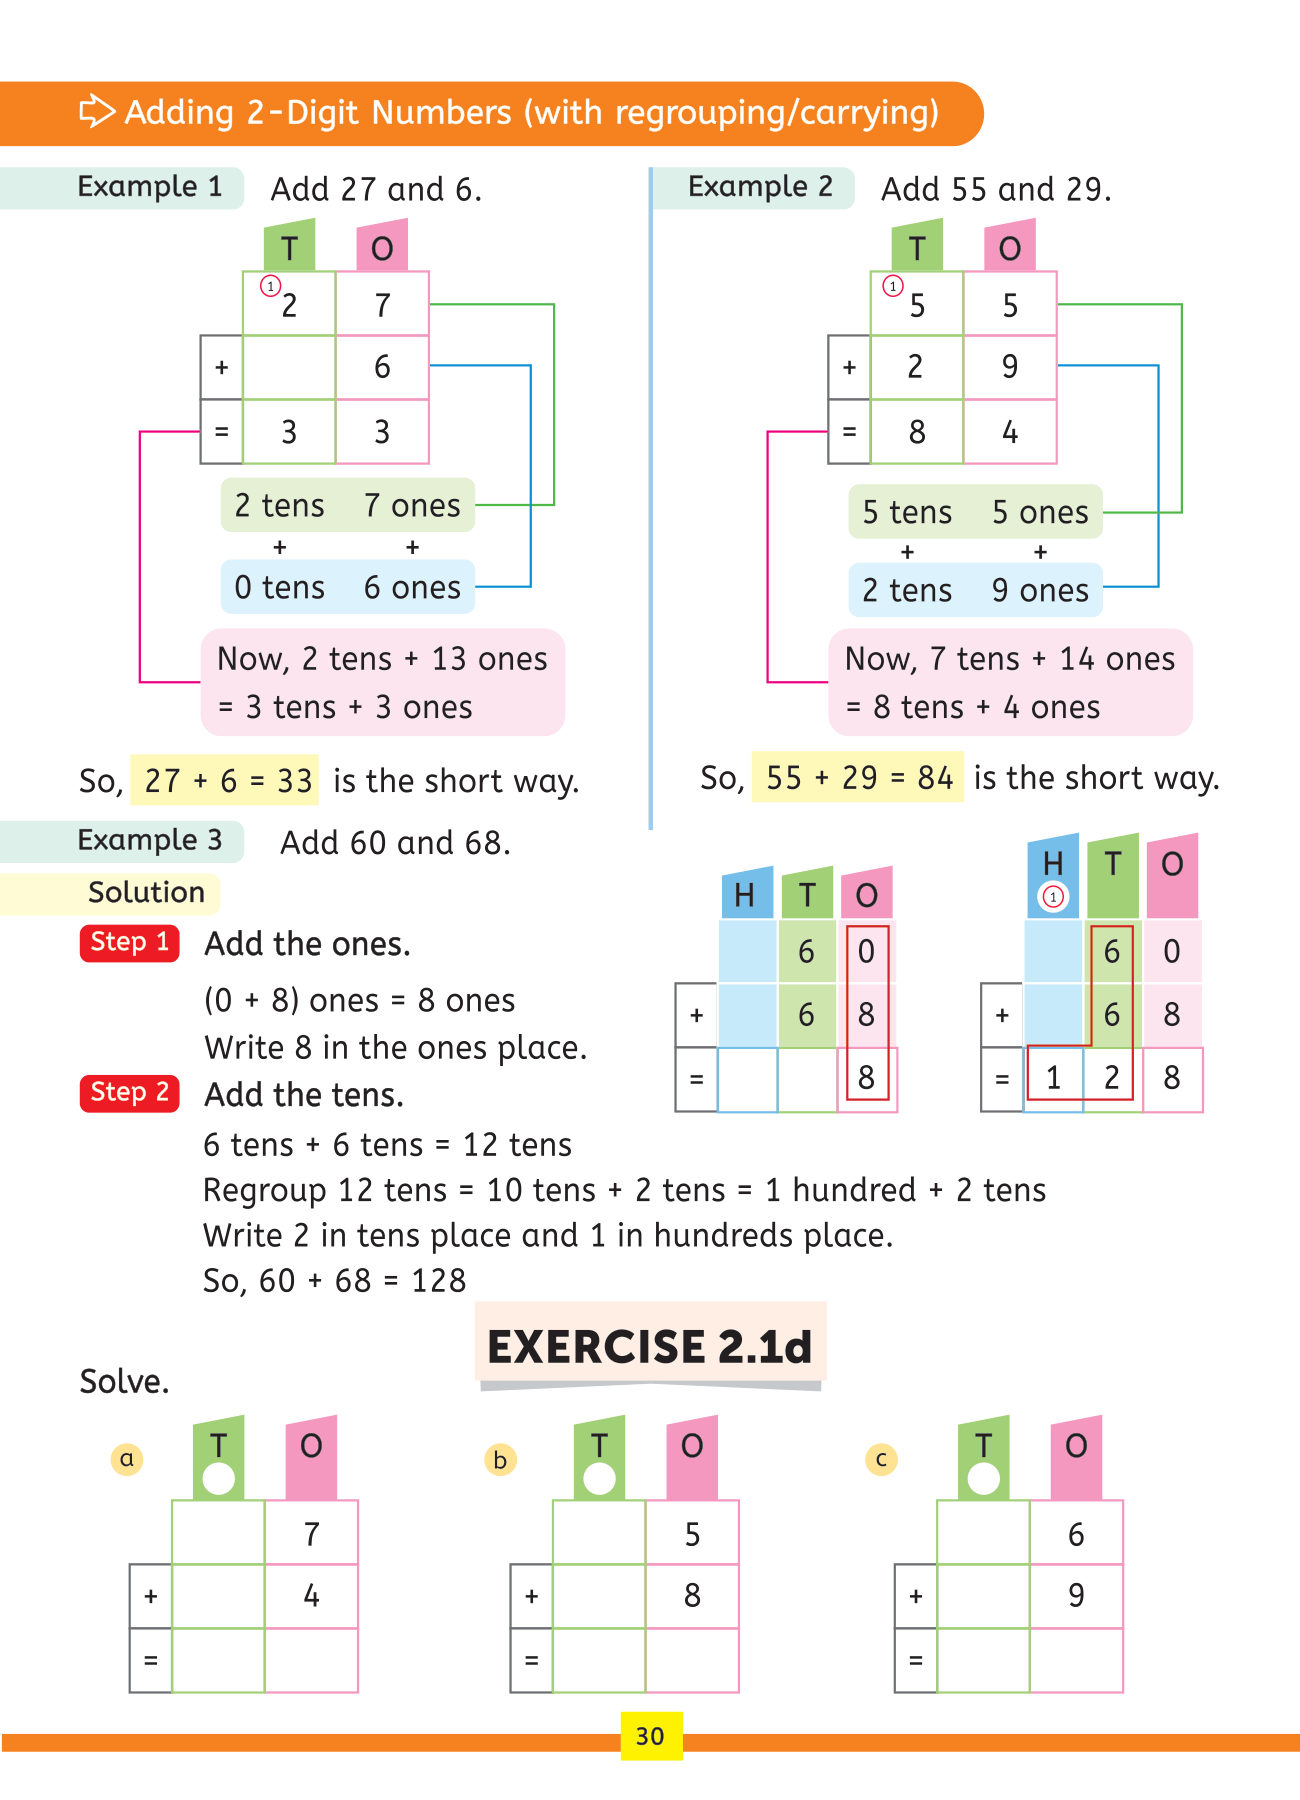 Adding 2-Digit Numbers (with regrouping/carrying)
Example 1 Add 27 and 6.
T O
1
2 7
+ 6
= 3 3
2 tens 7 ones
+ +
0 tens 6 ones
Now, 2 tens + 13 ones
= 3 tens + 3 ones
So, 27 + 6 = 33 is the short way.
Example 2 Add 55 and 29.
T O
1
5 5
+ 2 9
= 8 4
5 tens 5 ones
+ +
2 tens 9 ones
Now, 7 tens + 14 ones
= 8 tens + 4 ones
So, 55 + 29 = 84 is the short way.
Example 3 Add 60 and 68.
Solution
Step 1 Add the ones.
(0 + 8) ones = 8 ones
Write 8 in the ones place.
H T O
6 0
+ 6 8
= 8
H T O
1
6 0
+ 6 8
= 1 2 8
Step 2 Add the tens.
6 tens + 6 tens = 12 tens
Regroup 12 tens = 10 tens + 2 tens = 1 hundred + 2 tens
Write 2 in tens place and 1 in hundreds place.
So, 60 + 68 = 128
EXERCISE 2.1d
Solve.
a T O
7
+ 4
=
b T O
5
+ 8
=
c T O
6
+ 9
=
30